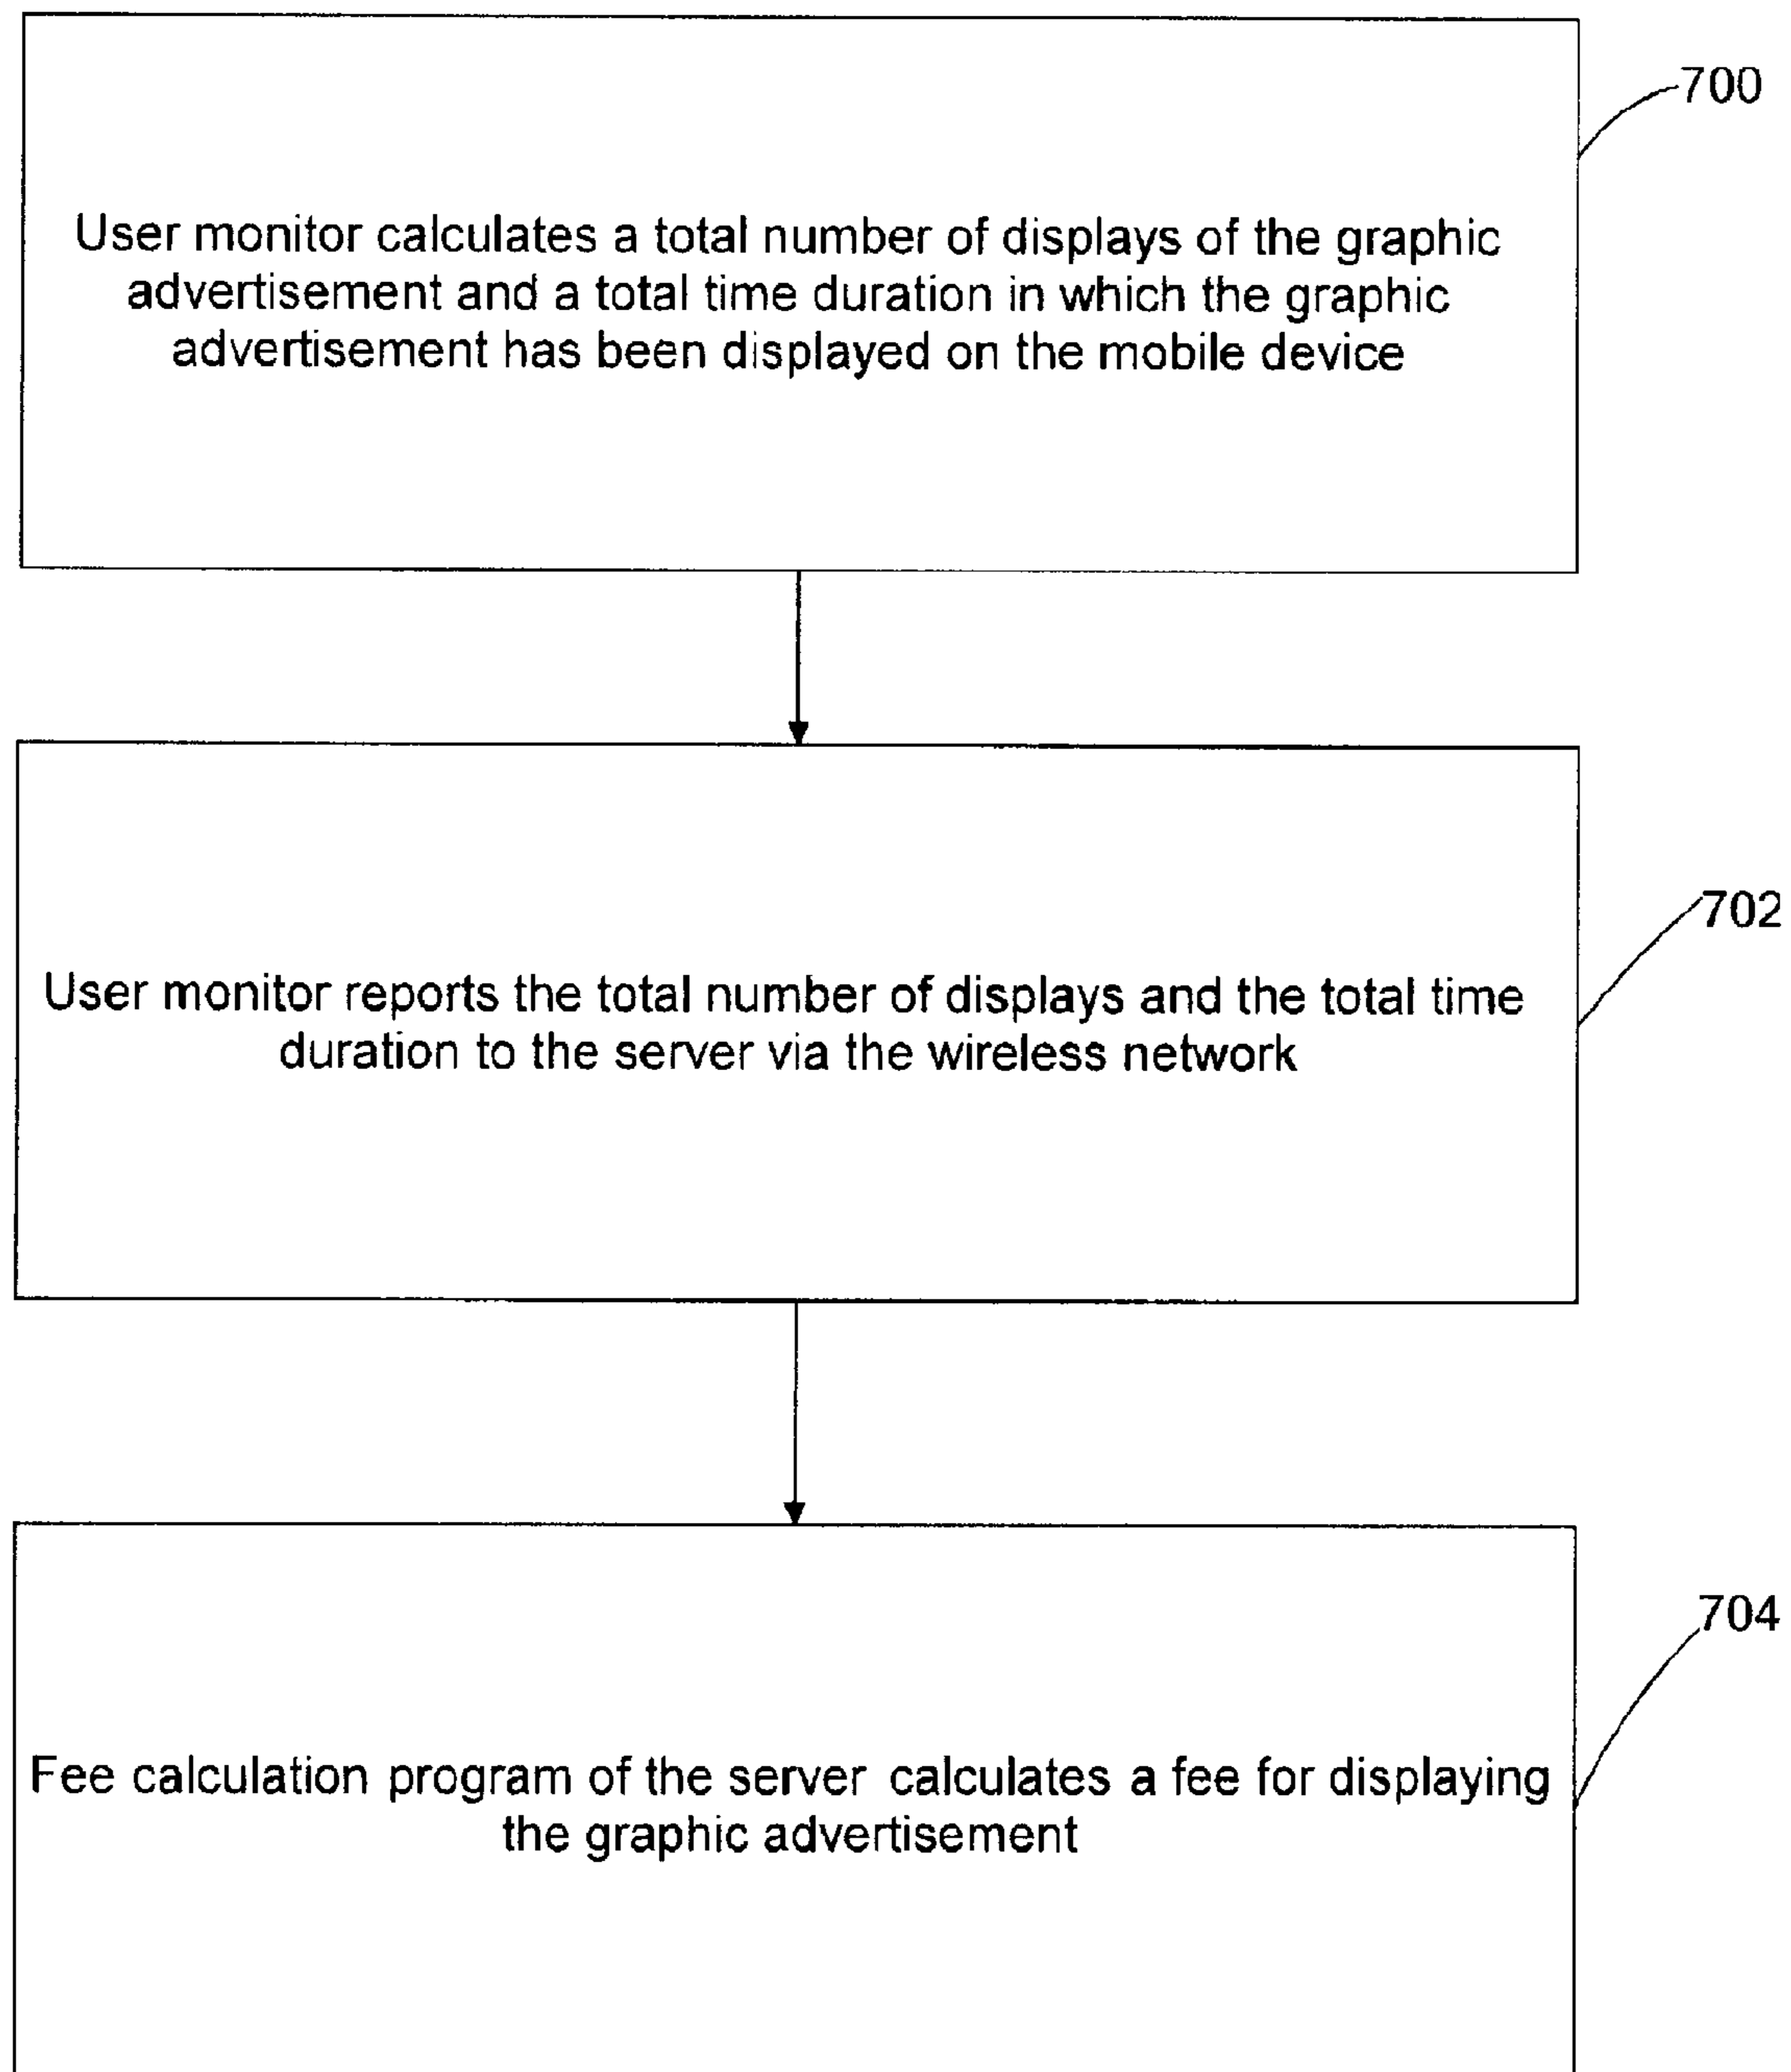 700
User monitor calculates a total number of displays of the graphic
advertisement and a total time duration in which the graphic
advertisement has been displayed on the mobile device
702
User monitor reports the total number of displays and the total time
duration to the server via the wireless network
704
Fee calculation program of the server calculates a fee for displaying
the graphic advertisement